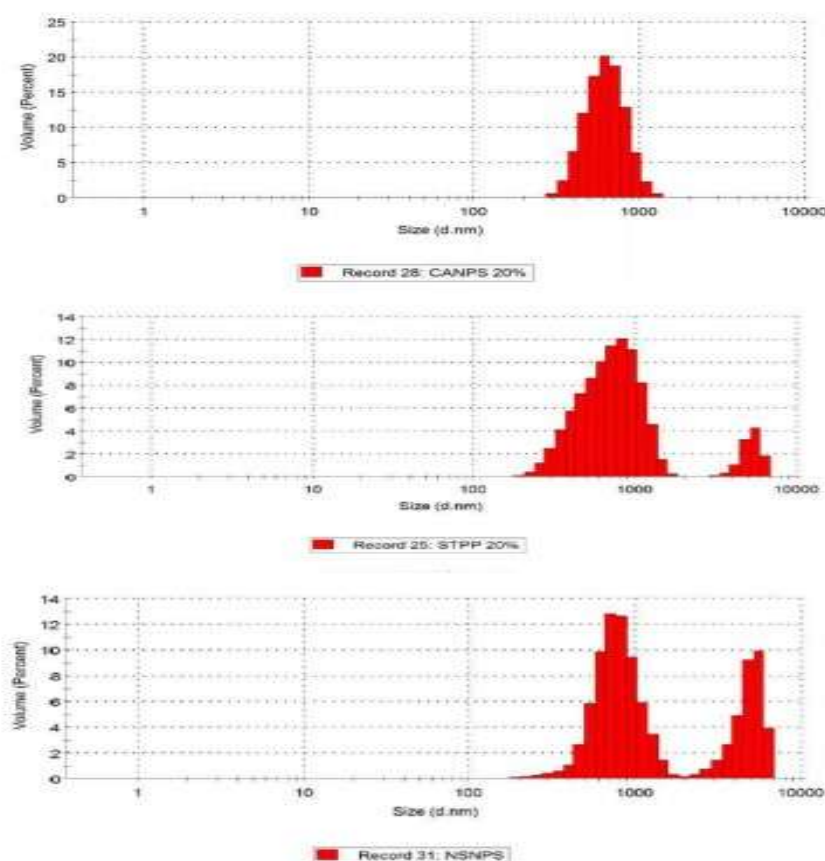 25
20
15
10
5
0
Volume (Percent)
1 10 100 1000 10000
Size (d.nm)
Record 28: CANPS 20%
14
12
10
8
6
4
2
0
Volume (Percent)
1 10 100 1000 10000
Size (d.nm)
Record 25: STPP 20%
14
12
10
8
6
4
2
0
Volume (Percent)
1 10 100 1000 10000
Size (d.nm)
Record 31: NSNPS